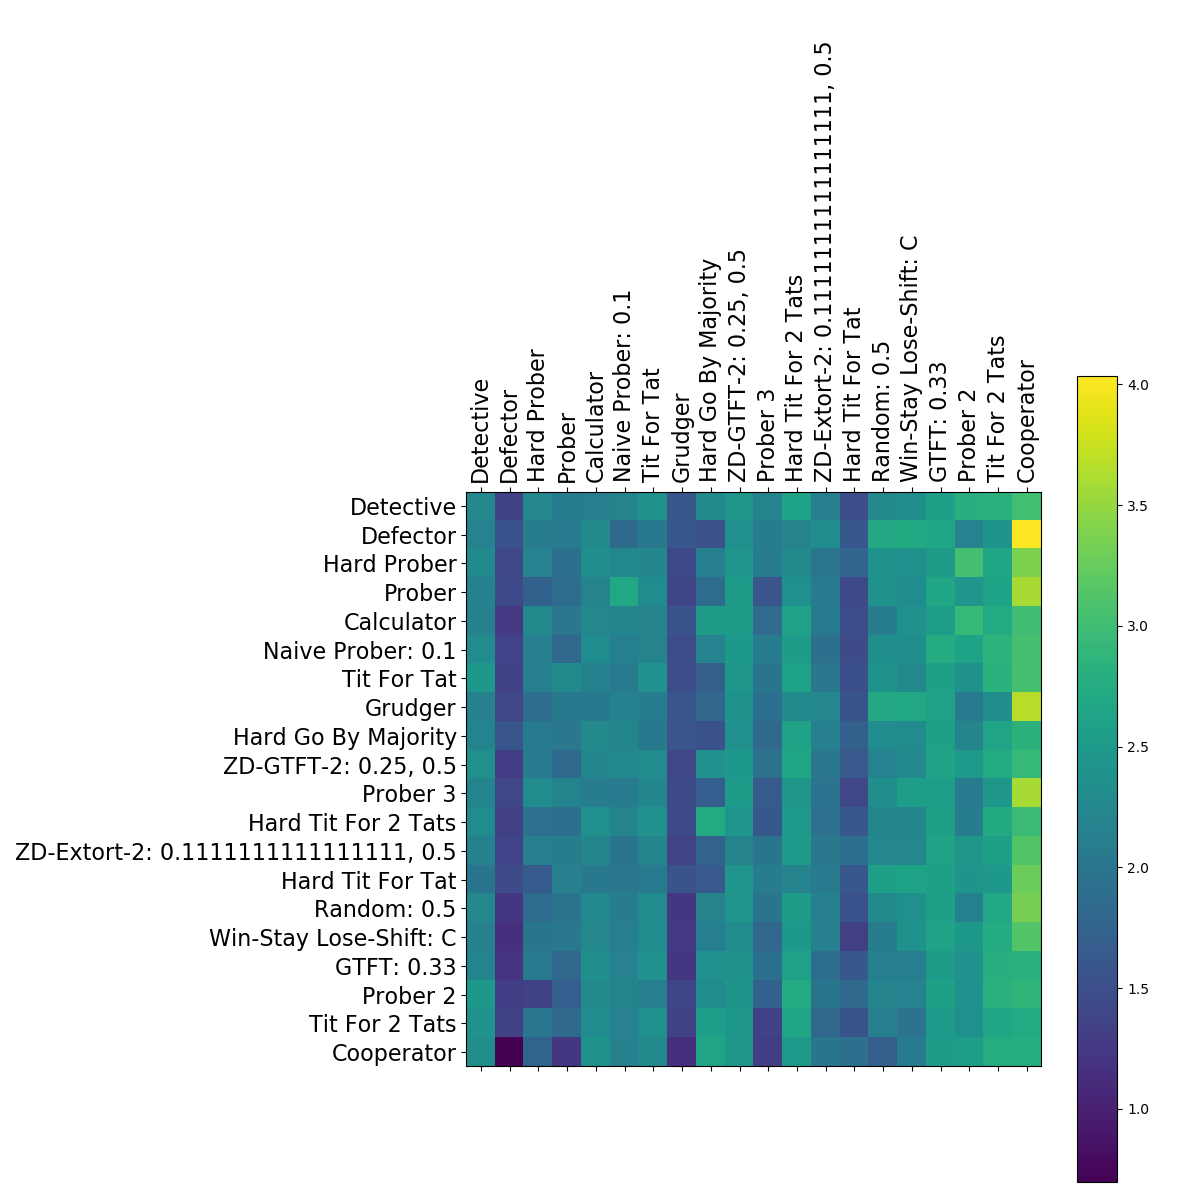 Detective
Defector
Hard Prober
Prober
Calculator
Naive Prober: 0.1
Tit For Tat
Grudger
Hard Go By Majority
ZD-GTFT-2: 0.25, 0.5
Prober 3
Hard Tit For 2 Tats
ZD-Extort-2: 0.1111111111111111, 0.5
Hard Tit For Tat
Random: 0.5
Win-Stay Lose-Shift: C
GTFT: 0.33
Prober 2
Tit For 2 Tats
Cooperator
Detective
Defector
Hard Prober
Prober
Calculator
Naive Prober: 0.1
Tit For Tat
Grudger
Hard Go By Majority
ZD-GTFT-2: 0.25, 0.5
Prober 3
Hard Tit For 2 Tats
ZD-Extort-2: 0.1111111111111111, 0.5
Hard Tit For Tat
Random: 0.5
Win-Stay Lose-Shift: C
GTFT: 0.33
Prober 2
Tit For 2 Tats
Cooperator
4.0
3.5
3.0
2.5
2.0
1.5
1.0